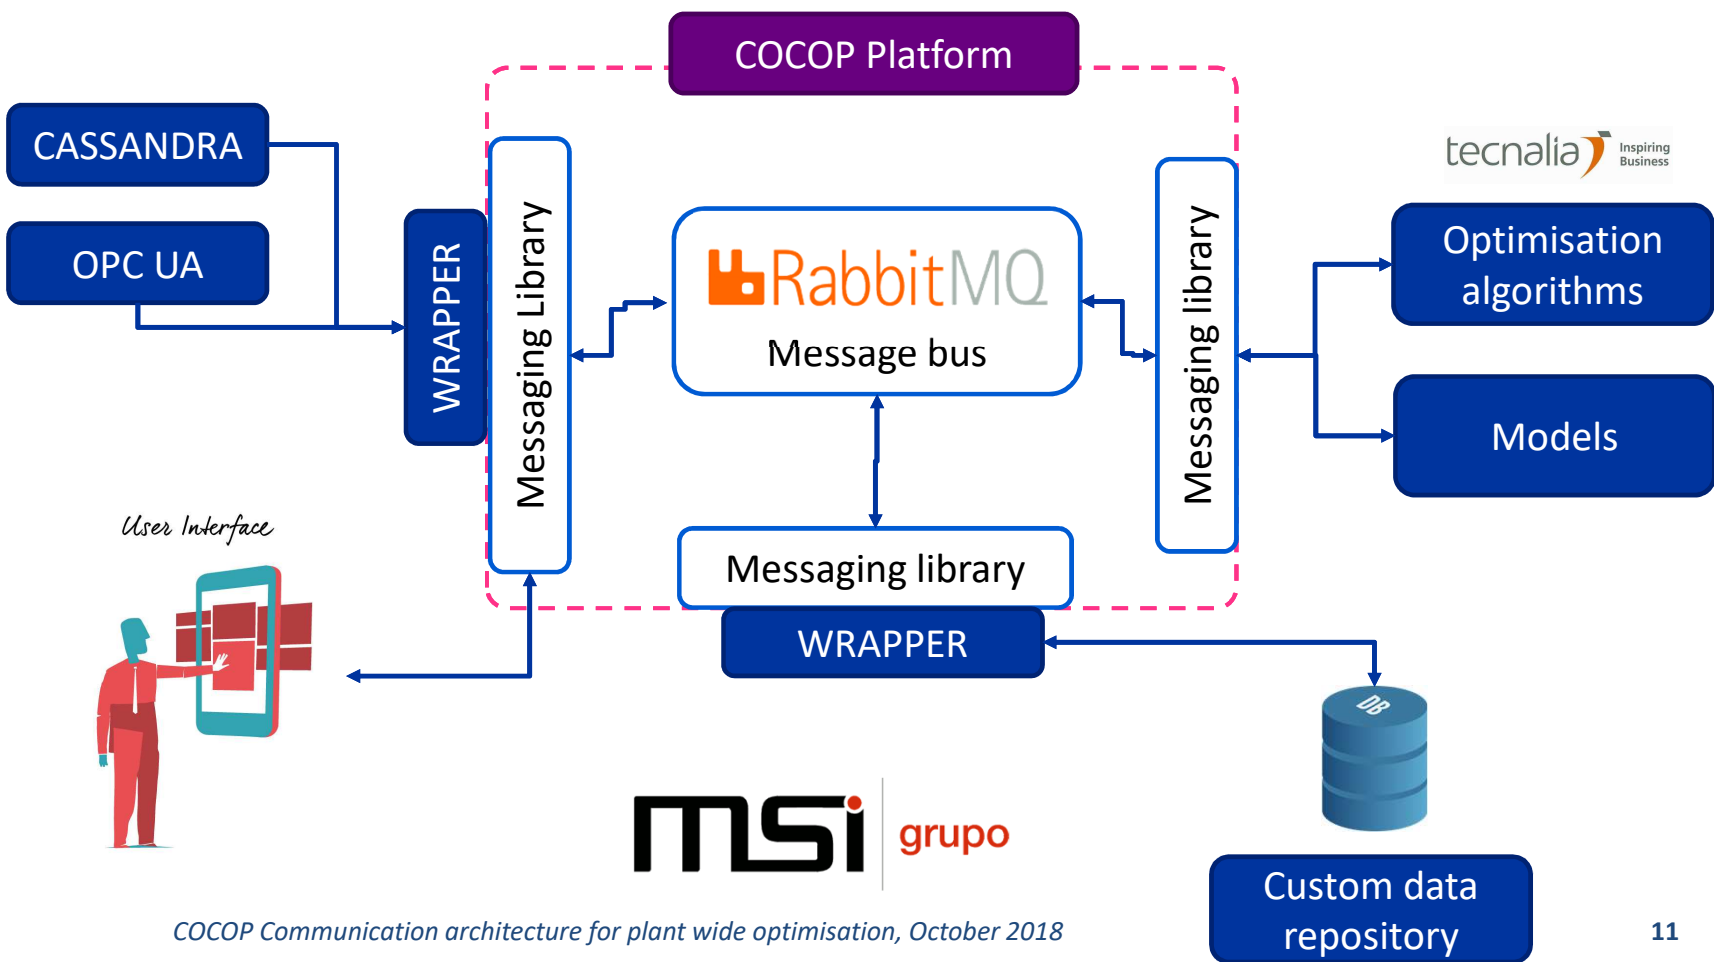 COCOP Platform
CASSANDRA
OPC UA
WRAPPER
Messaging Library
RabbitMQ
Message bus
Messaging library
tecnalia
Inspiring
Business
Optimisation
algorithms
Models
User Interface
Messaging library
WRAPPER
DB
msi
grupo
Custom data
repository
COCOP Communication architecture for plant wide optimisation, October 2018
11